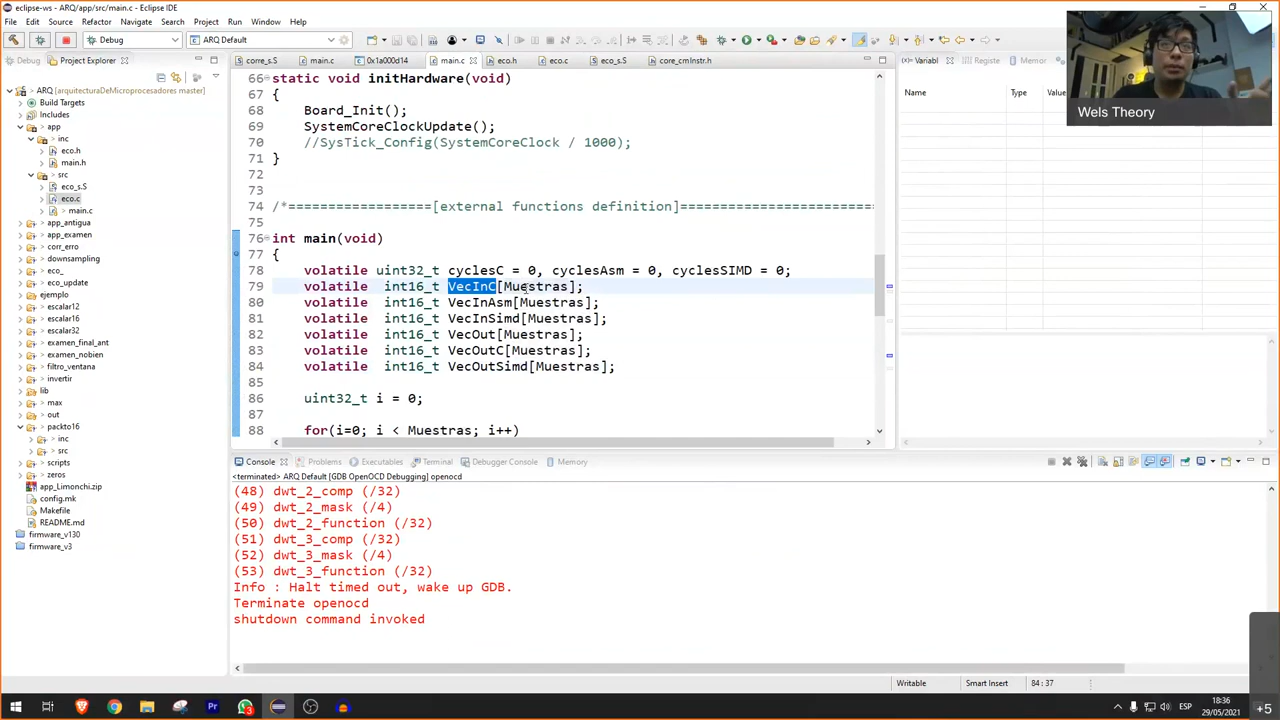 eclipse-ws - ARQ/app/src/main.c - Eclipse IDE
File Edit Source Refactor Navigate Search Project Run Window Help
Debug
ARQ Default
Debug
Project Explorer
ARQ [arquitecturaDeMicroprocesadores master]
Build Targets
Includes
app
inc
eco.h
main.h
src
eco_s.S
eco.c
main.c
app_antigua
app_examen
corr_erro
downsampling
eco_
eco_update
ejemplo
escalar12
escalar16
escalar32
examen_final_ant
examen_nobien
filtro_ventana
invertir
lib
max
out
packto16
inc
src
scripts
zeros
app_Limonchi.zip
config.mk
Makefile
README.md
firmware_v130
firmware_v3
core_s.S
main.c
0x1a000d14
main.c
eco.h
eco.c
eco_s.S
core_cmInstr.h
66 static void initHardware(void)
67 {
68 Board_Init();
69 SystemCoreClockUpdate();
70 //SysTick_Config(SystemCoreClock / 1000);
71 }
72
73
74 /*==================[external functions definition]========================
75
76 int main(void)
77 {
78 volatile uint32_t cyclesC = 0, cyclesAsm = 0, cyclesSIMD = 0;
79 volatile int16_t VecInC[Muestras];
80 volatile int16_t VecInAsm[Muestras];
81 volatile int16_t VecInSimd[Muestras];
82 volatile int16_t VecOut[Muestras];
83 volatile int16_t VecOutC[Muestras];
84 volatile int16_t VecOutSimd[Muestras];
85
86 uint32_t i = 0;
87
88 for(i=0; i < Muestras; i++)
Variabl
Registe
Memor
Name Type Value
Wels Theory
Console
Problems
Executables
Terminal
Debugger Console
Memory
<terminated> ARQ Default [GDB OpenOCD Debugging] openocd
(48) dwt_2_comp (/32)
(49) dwt_2_mask (/4)
(50) dwt_2_function (/32)
(51) dwt_3_comp (/32)
(52) dwt_3_mask (/4)
(53) dwt_3_function (/32)
Info : Halt timed out, wake up GDB.
Terminate openocd
shutdown command invoked
Writable
Smart Insert
84 : 37
3
Pr
ESP
18:36
29/05/2021
+5